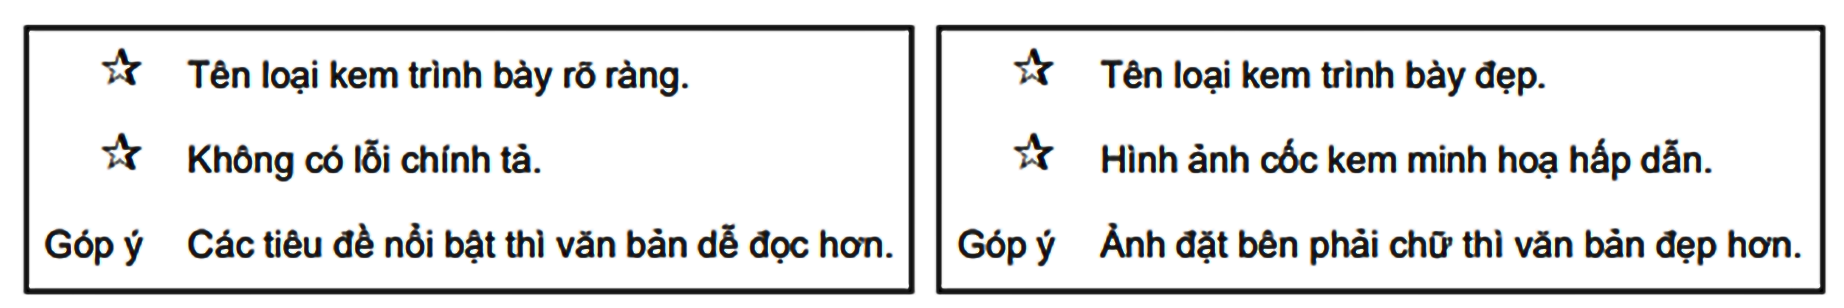 ☆ Tên loại kem trình bày rõ ràng.
☆ Không có lỗi chính tả.
Góp ý Các tiêu đề nổi bật thì văn bản dễ đọc hơn.
☆ Tên loại kem trình bày đẹp.
☆ Hình ảnh cốc kem minh hoạ hấp dẫn.
Góp ý Ảnh đặt bên phải chữ thì văn bản đẹp hơn.